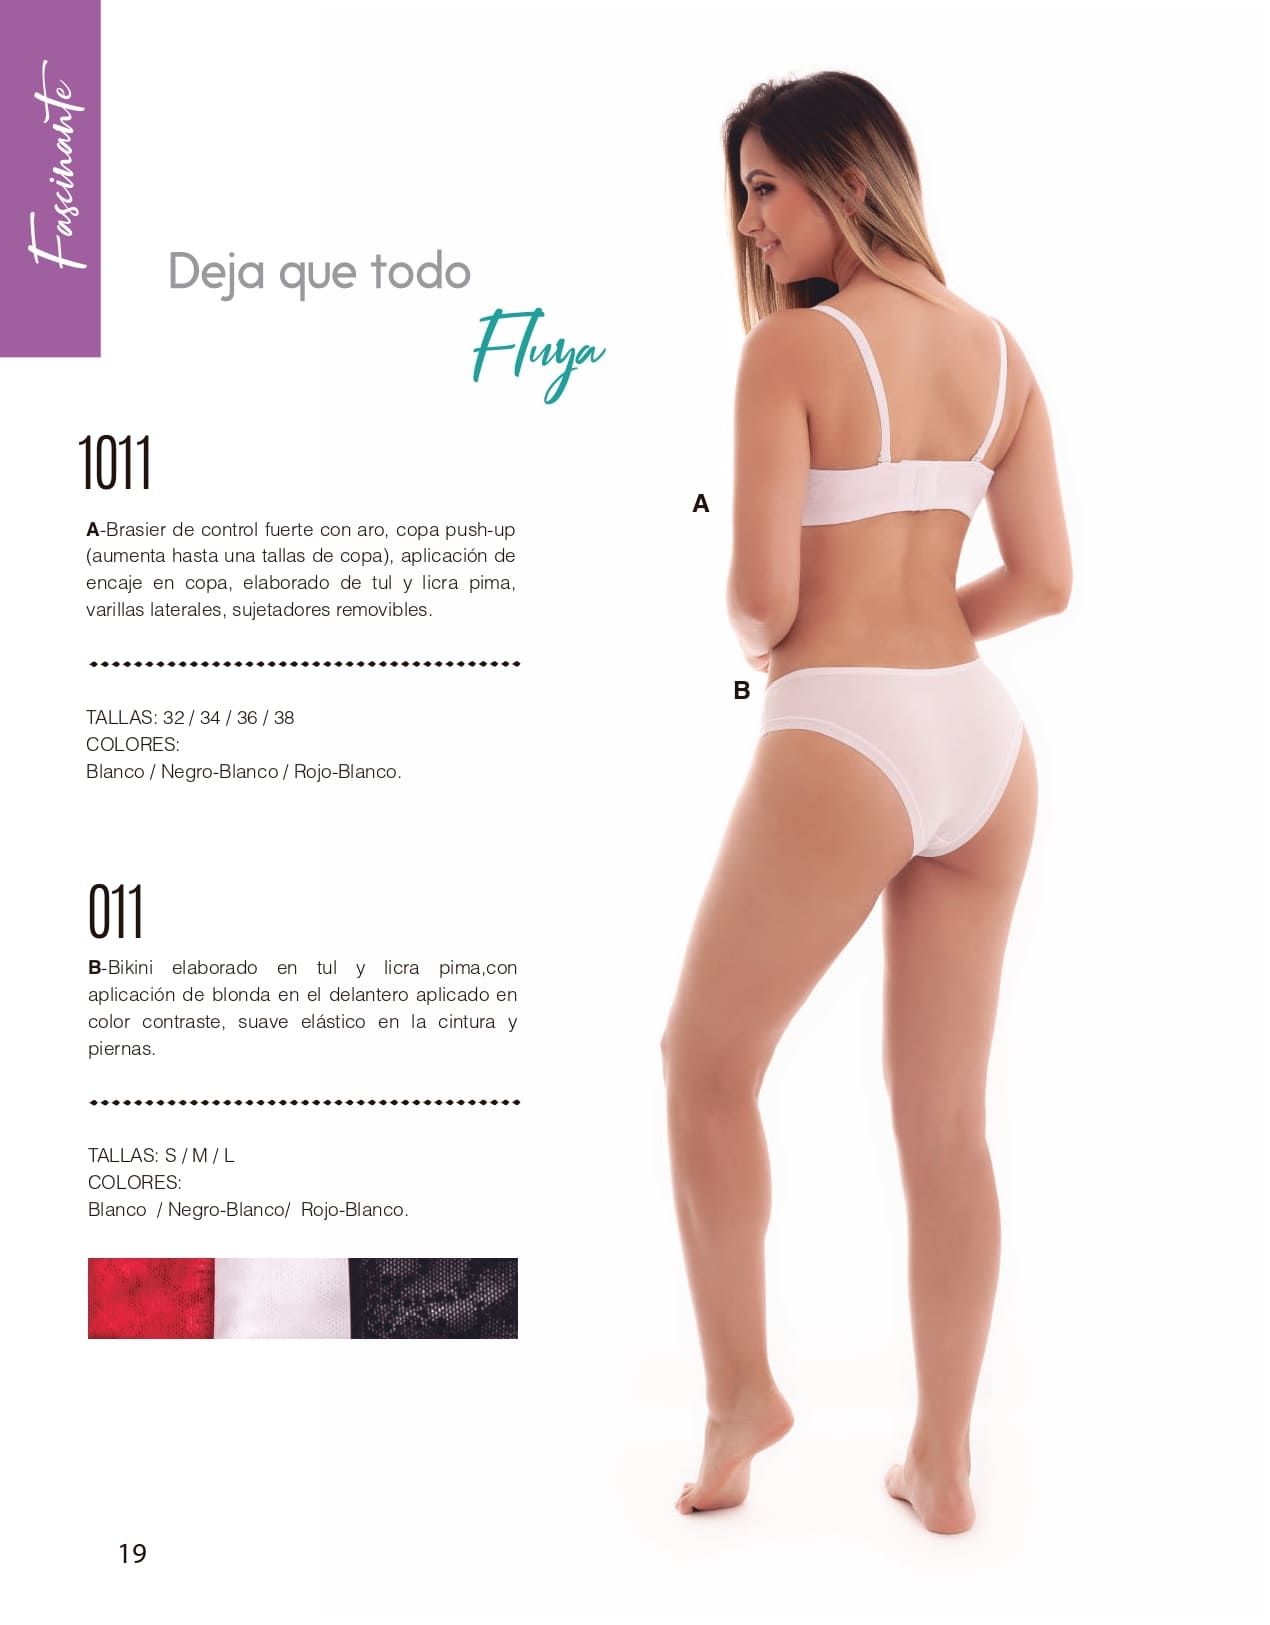 Fascinante
Deja que todo
Fluya
1011
A-Brasier de control fuerte con aro, copa push-up
(aumenta hasta una tallas de copa), aplicación de
encaje en copa, elaborado de tul y licra pima,
varillas laterales, sujetadores removibles.
TALLAS: 32 / 34 / 36 / 38
COLORES:
Blanco / Negro-Blanco / Rojo-Blanco.
011
B-Bikini elaborado en tul y licra pima,con
aplicación de blonda en el delantero aplicado en
color contraste, suave elástico en la cintura y
piernas.
TALLAS: S / M / L
COLORES:
Blanco / Negro-Blanco/ Rojo-Blanco.
A
B
19